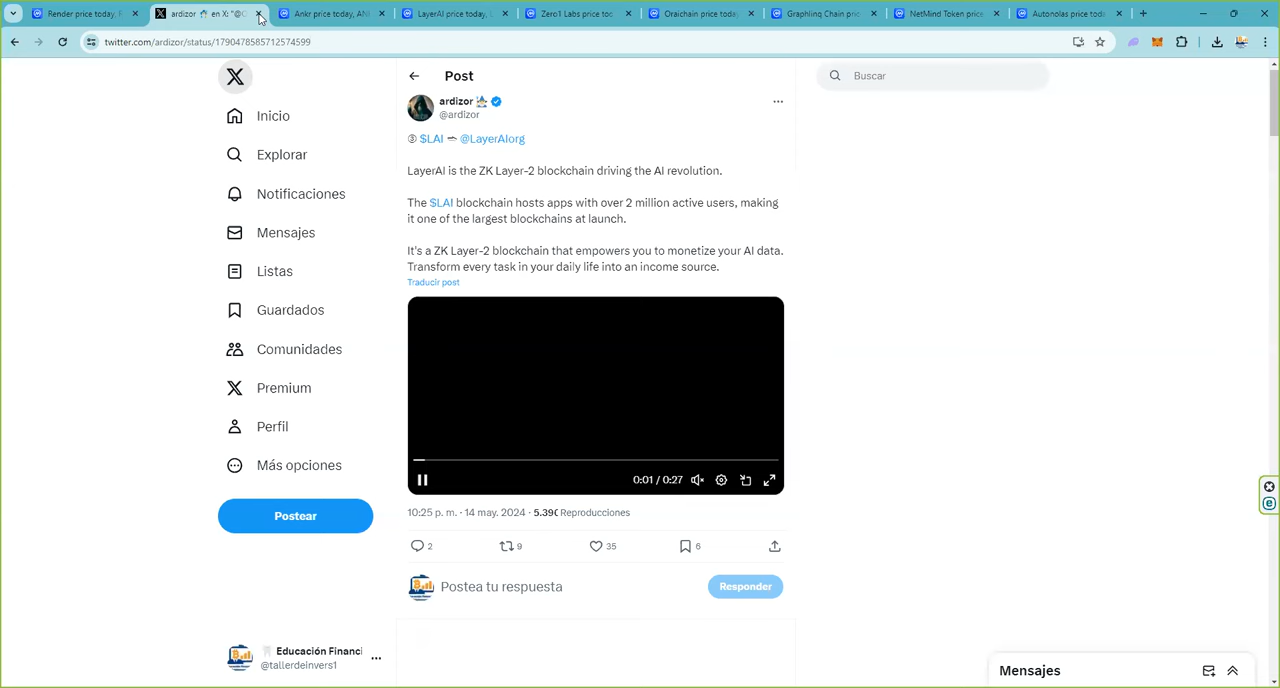 Render price today, R
ardizor en X: "@C
Ankr price today, AN
LayerAI price today, L
Zero1 Labs price too
Oraichain price today
Graphlinq Chain pric
NetMind Token price
Autonolas price toda
twitter.com/ardizor/status/1790478585712574599
Post
Buscar
ardizor
@ardizor
③ $LAI @LayerAIorg
Inicio
Explorar
Notificaciones
Mensajes
Listas
Guardados
Comunidades
Premium
Perfil
Más opciones
Postear
LayerAI is the ZK Layer-2 blockchain driving the AI revolution.
The $LAI blockchain hosts apps with over 2 million active users, making
it one of the largest blockchains at launch.
It's a ZK Layer-2 blockchain that empowers you to monetize your AI data.
Transform every task in your daily life into an income source.
Traducir post
0:01 / 0:27
10:25 p. m. · 14 may. 2024 · Reproducciones
2 9 35 6
Postea tu respuesta
Responder
Educación Financi
@tallerdeinvers1
Mensajes